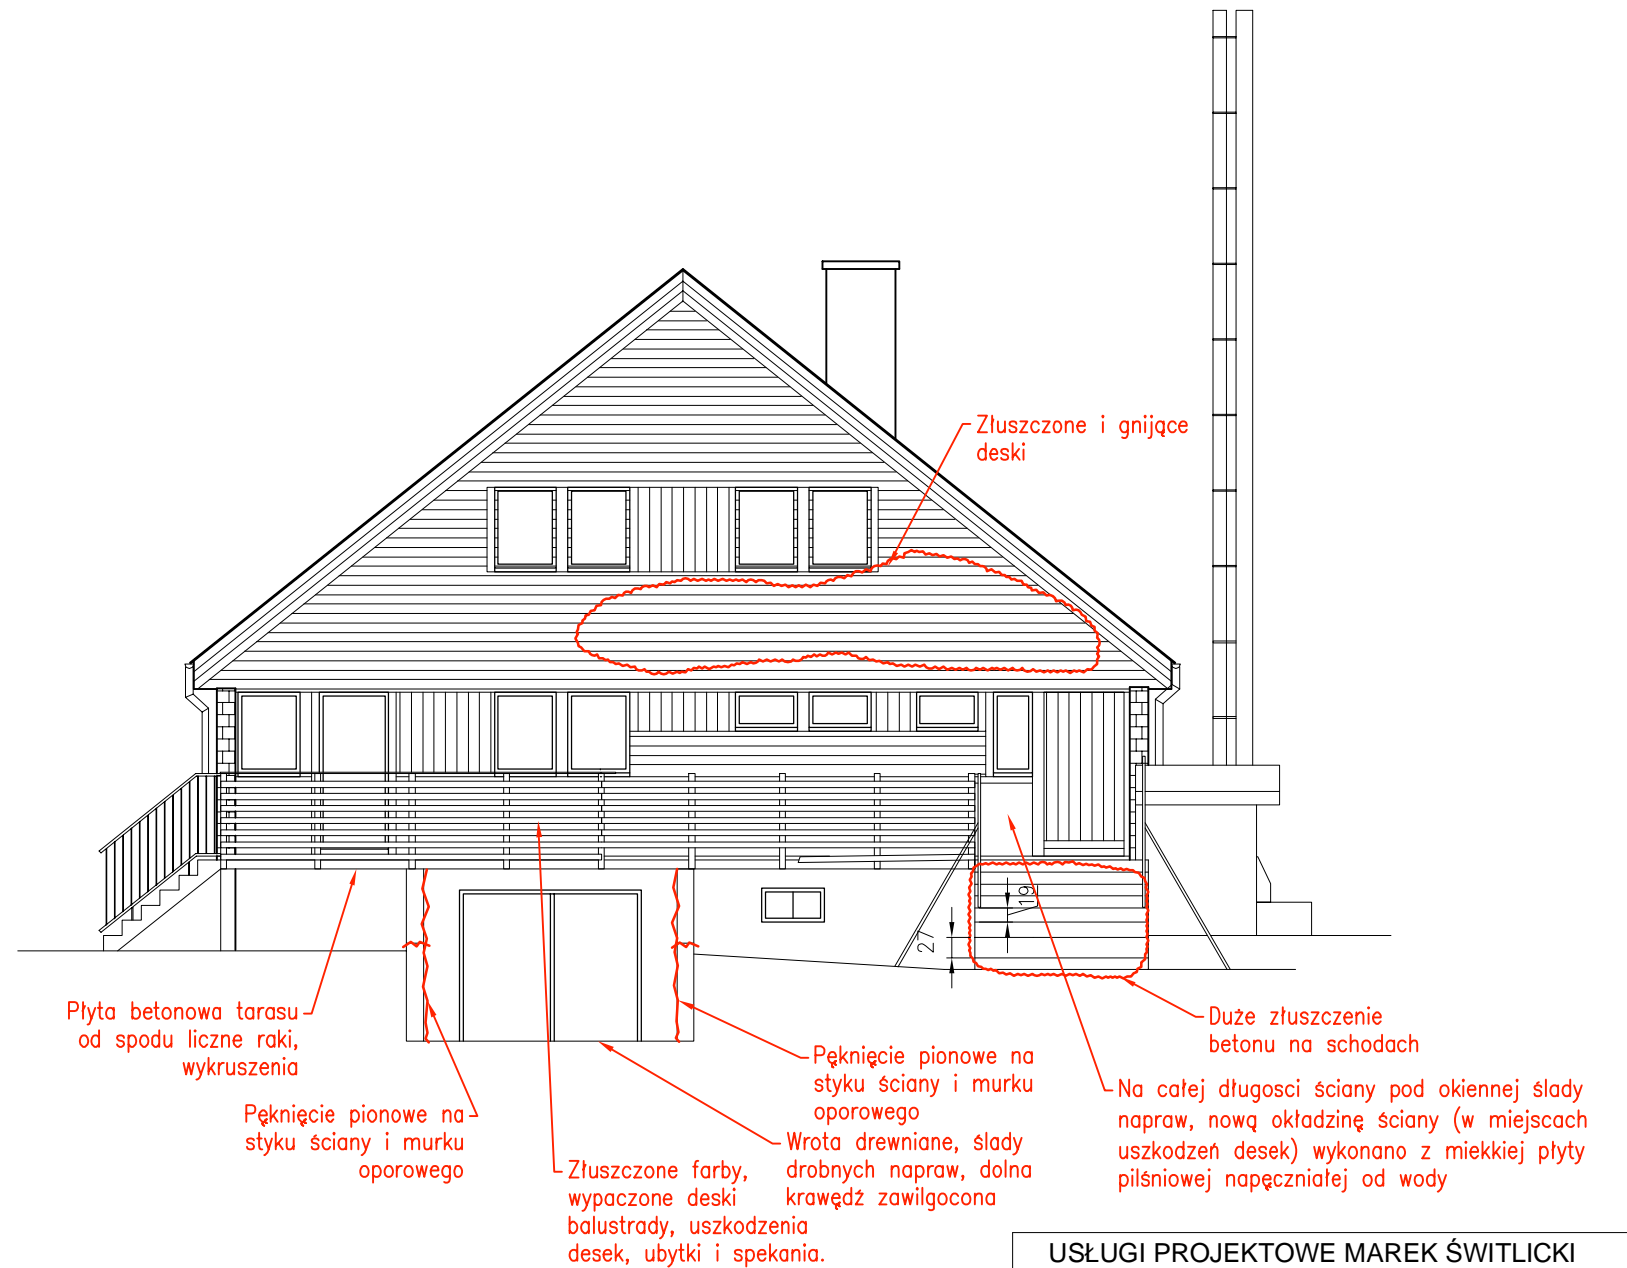 Złuszczone i gnijące
deski
19
27
Płyta betonowa tarasu
od spodu liczne raki,
wykruszenia
Pęknięcie pionowe na
styku ściany i murku
oporowego
Złuszczone farby,
wypaczone deski
balustrady, uszkodzenia
desek, ubytki i spekania.
Pęknięcie pionowe na
styku ściany i murku
oporowego
Wrota drewniane, ślady
drobnych napraw, dolna
krawędź zawilgocona
Duże złuszczenie
betonu na schodach
Na całej długosci ściany pod okiennej ślady
napraw, nową okładzinę ściany (w miejscach
uszkodzeń desek) wykonano z miekkiej płyty
pilśniowej napęczniałej od wody
USŁUGI PROJEKTOWE MAREK ŚWITLICKI